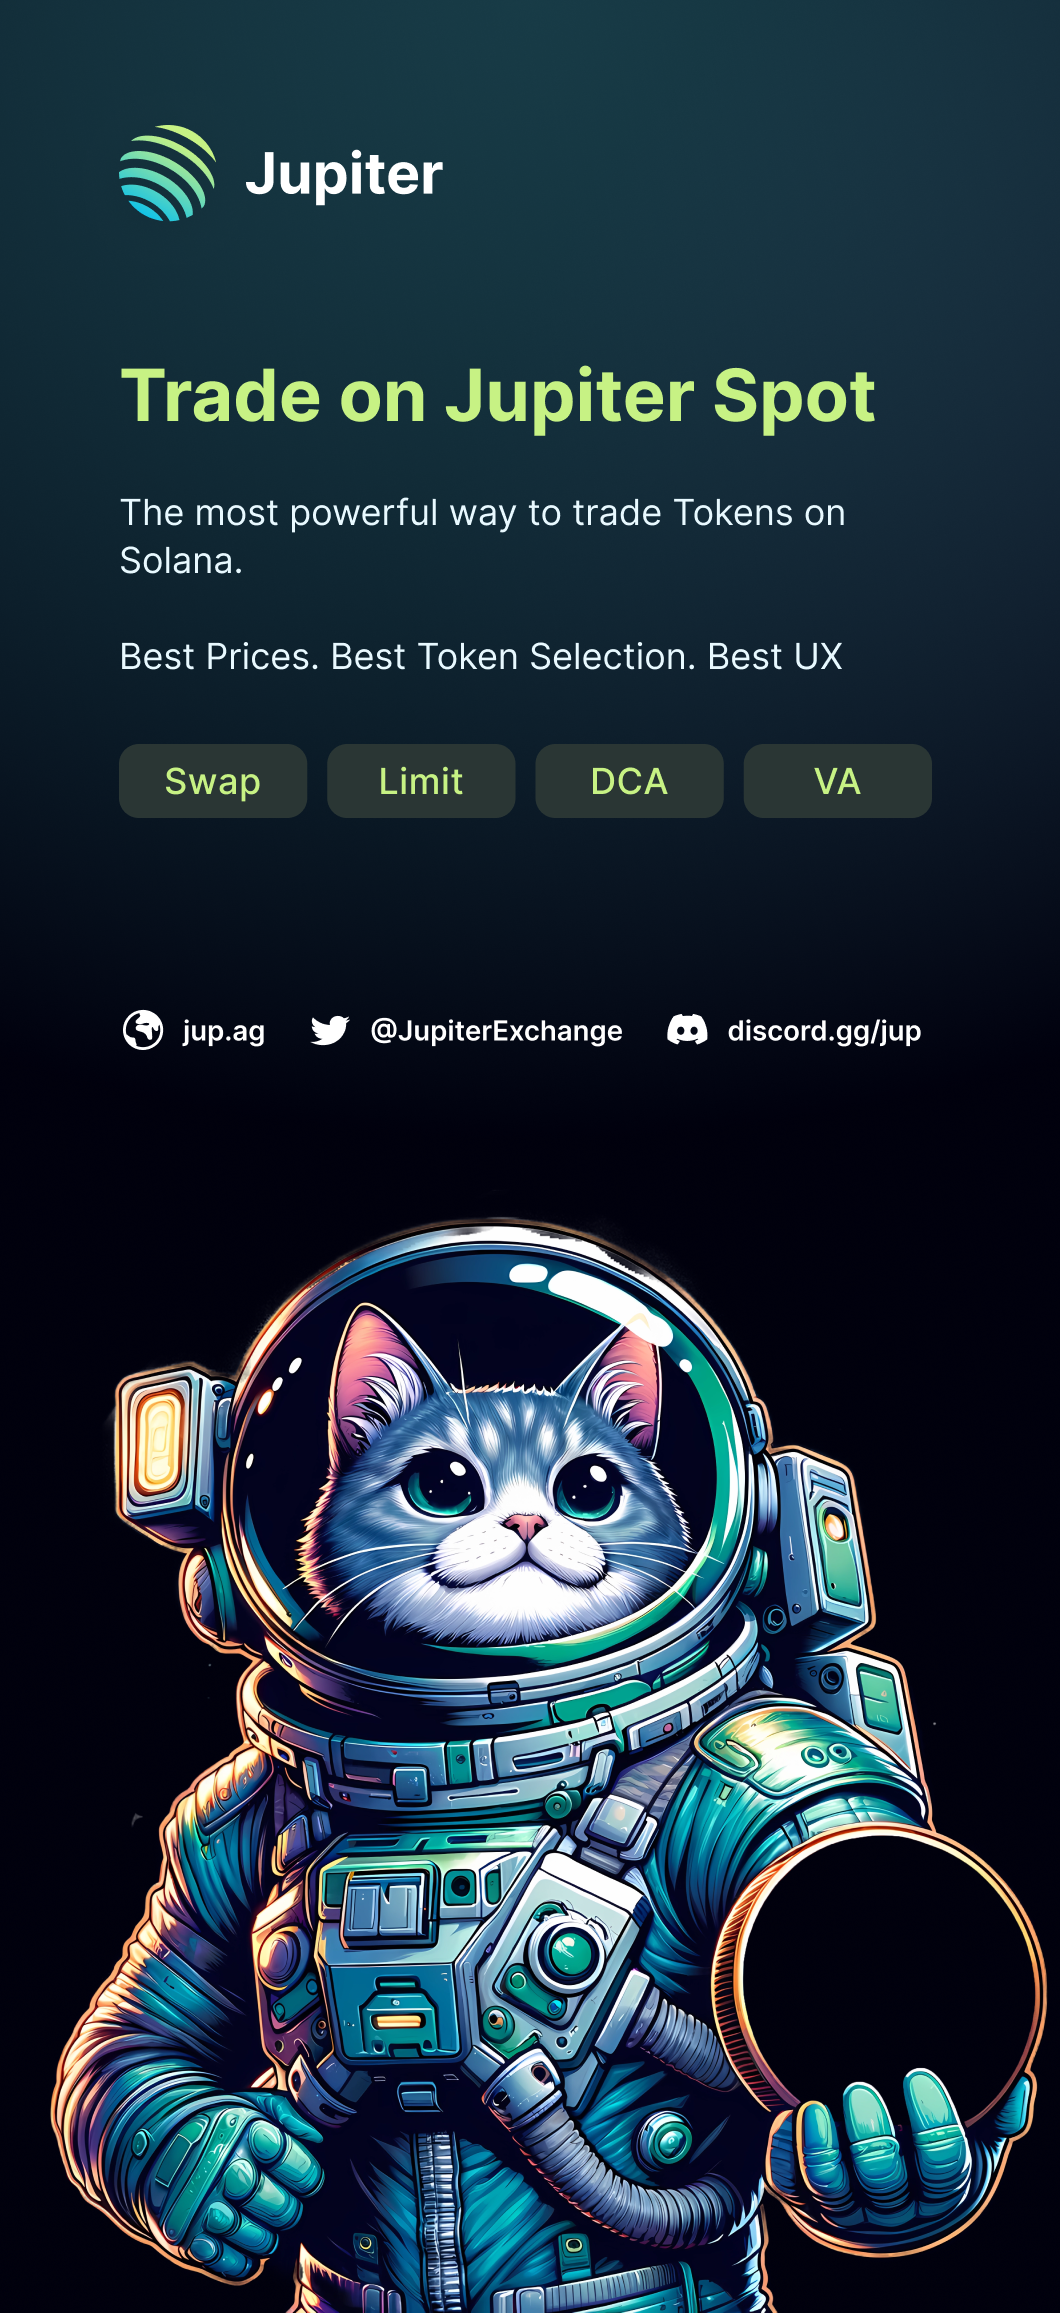 Jupiter
Trade on Jupiter Spot
The most powerful way to trade Tokens on
Solana.
Best Prices. Best Token Selection. Best UX
Swap Limit DCA VA
jup.ag @JupiterExchange discord.gg/jup